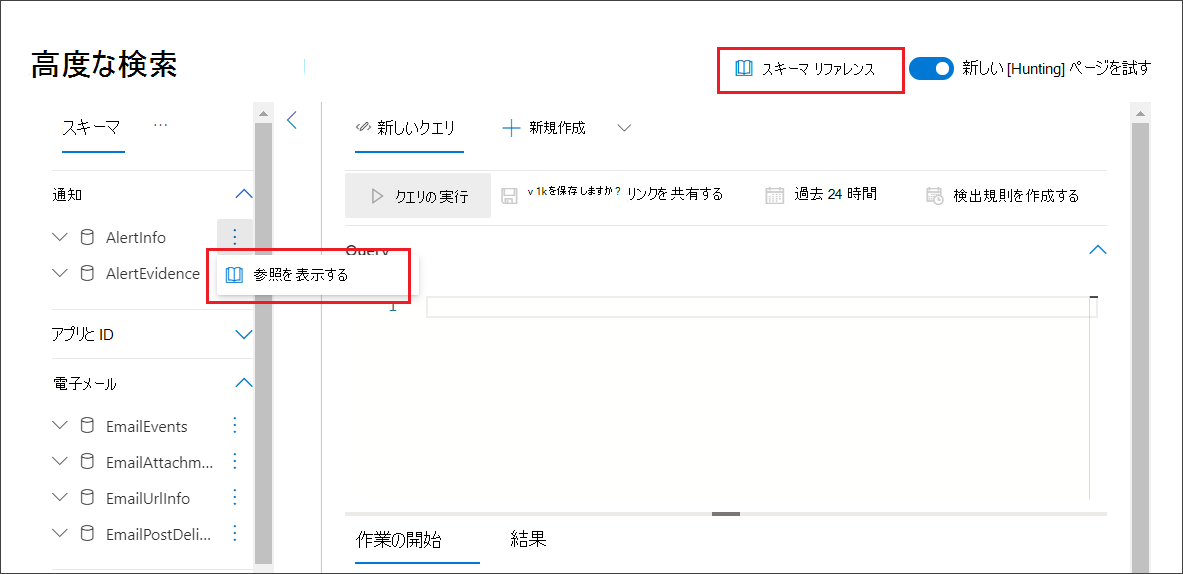 高度な検索
スキーマ リファレンス
新しい [Hunting] ページを試す
スキーマ
...
新しいクエリ
新規作成
通知
クエリの実行
v 1kを保存しますか? リンクを共有する
過去 24 時間
検出規則を作成する
AlertInfo
Query
AlertEvidence
参照を表示する
1
アプリと ID
電子メール
EmailEvents
EmailAttachm...
EmailUrlInfo
EmailPostDeli...
作業の開始
結果